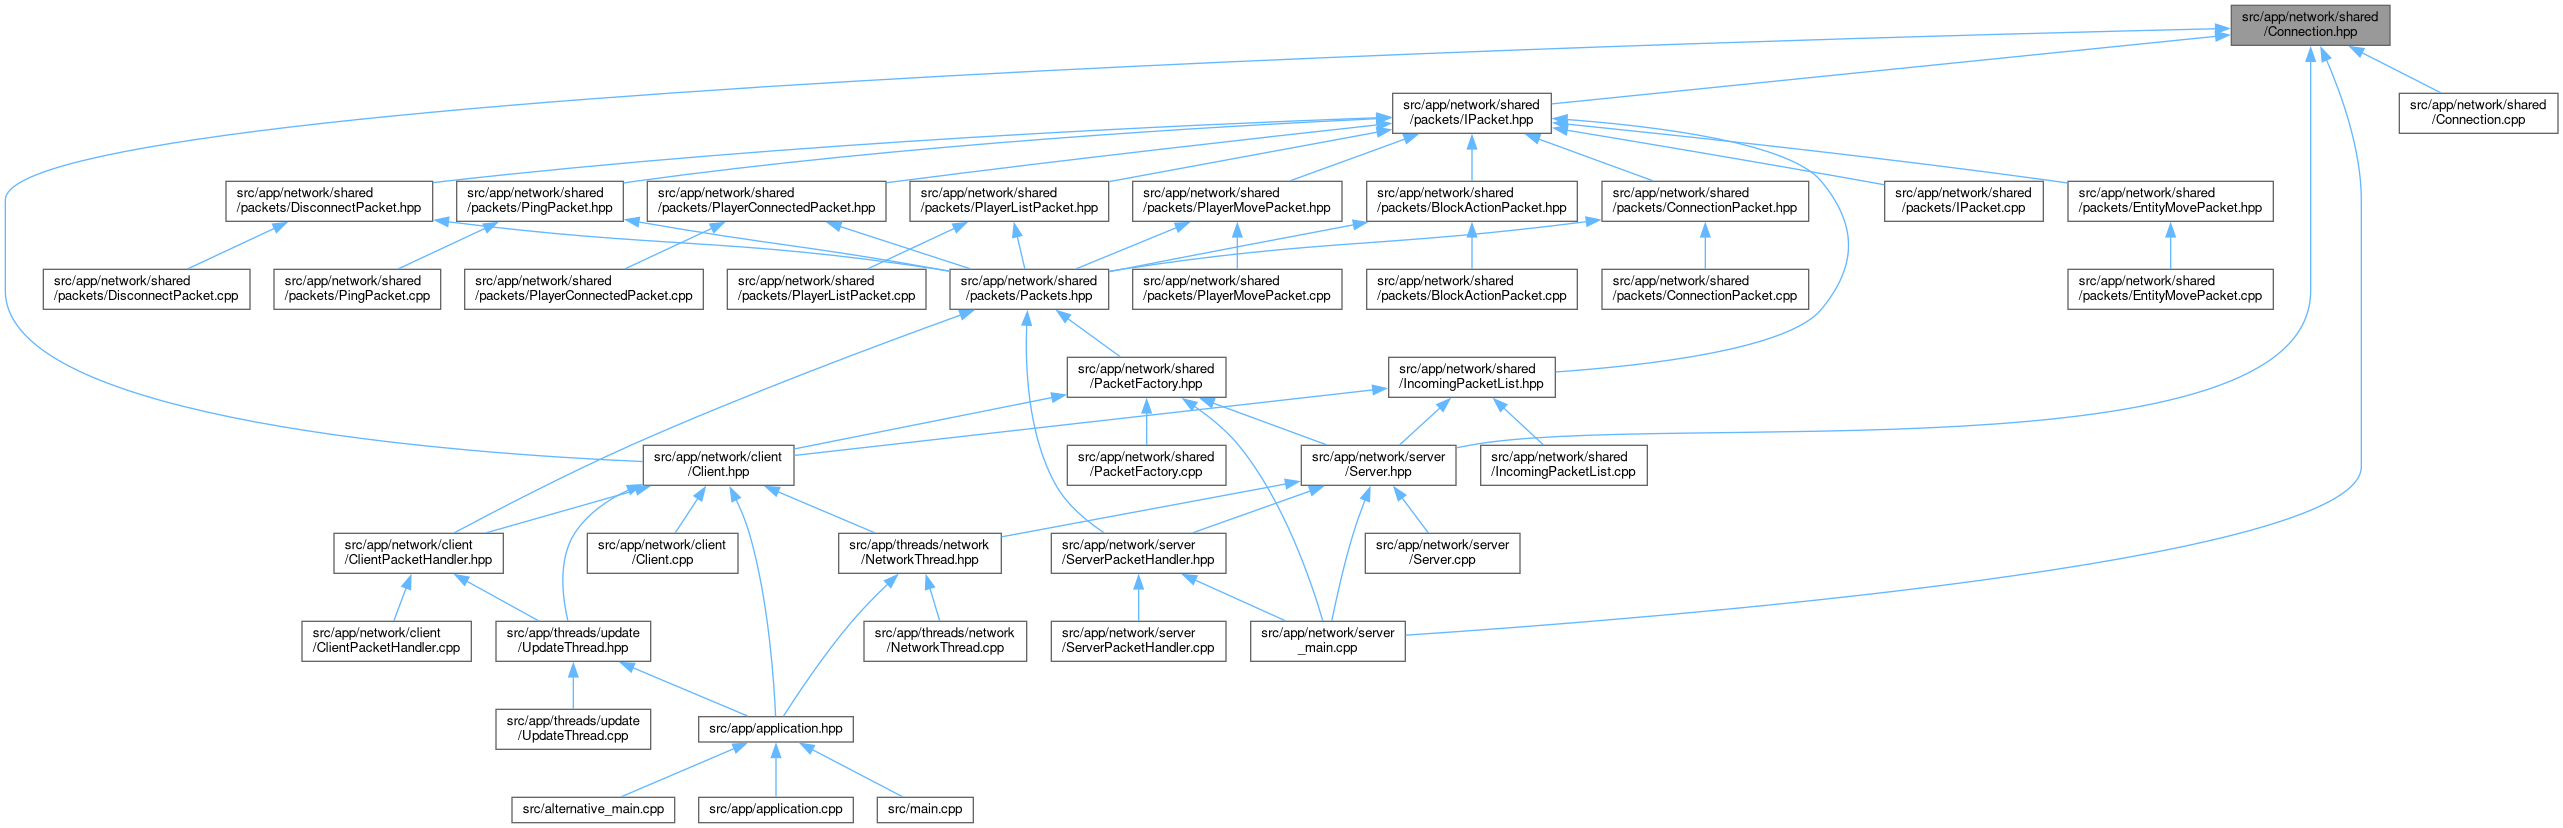 src/app/network/shared
/Connection.hpp
src/app/network/shared
/packets/IPacket.hpp
src/app/network/shared
/Connection.cpp
src/app/network/shared
/packets/DisconnectPacket.hpp
src/app/network/shared
/packets/PingPacket.hpp
src/app/network/shared
/packets/PlayerConnectedPacket.hpp
src/app/network/shared
/packets/PlayerListPacket.hpp
src/app/network/shared
/packets/PlayerMovePacket.hpp
src/app/network/shared
/packets/BlockActionPacket.hpp
src/app/network/shared
/packets/ConnectionPacket.hpp
src/app/network/shared
/packets/IPacket.cpp
src/app/network/shared
/packets/EntityMovePacket.hpp
src/app/network/shared
/packets/DisconnectPacket.cpp
src/app/network/shared
/packets/PingPacket.cpp
src/app/network/shared
/packets/PlayerConnectedPacket.cpp
src/app/network/shared
/packets/PlayerListPacket.cpp
src/app/network/shared
/packets/Packets.hpp
src/app/network/shared
/packets/PlayerMovePacket.cpp
src/app/network/shared
/packets/BlockActionPacket.cpp
src/app/network/shared
/packets/ConnectionPacket.cpp
src/app/network/shared
/packets/EntityMovePacket.cpp
src/app/network/shared
/PacketFactory.hpp
src/app/network/shared
/IncomingPacketList.hpp
src/app/network/client
/Client.hpp
src/app/network/shared
/PacketFactory.cpp
src/app/network/server
/Server.hpp
src/app/network/shared
/IncomingPacketList.cpp
src/app/network/client
/ClientPacketHandler.hpp
src/app/network/client
/Client.cpp
src/app/threads/network
/NetworkThread.hpp
src/app/network/server
/ServerPacketHandler.hpp
src/app/network/server
/Server.cpp
src/app/network/client
/ClientPacketHandler.cpp
src/app/threads/update
/UpdateThread.hpp
src/app/threads/network
/NetworkThread.cpp
src/app/network/server
/ServerPacketHandler.cpp
src/app/network/server
_main.cpp
src/app/threads/update
/UpdateThread.cpp
src/app/application.hpp
src/alternative_main.cpp
src/app/application.cpp
src/main.cpp